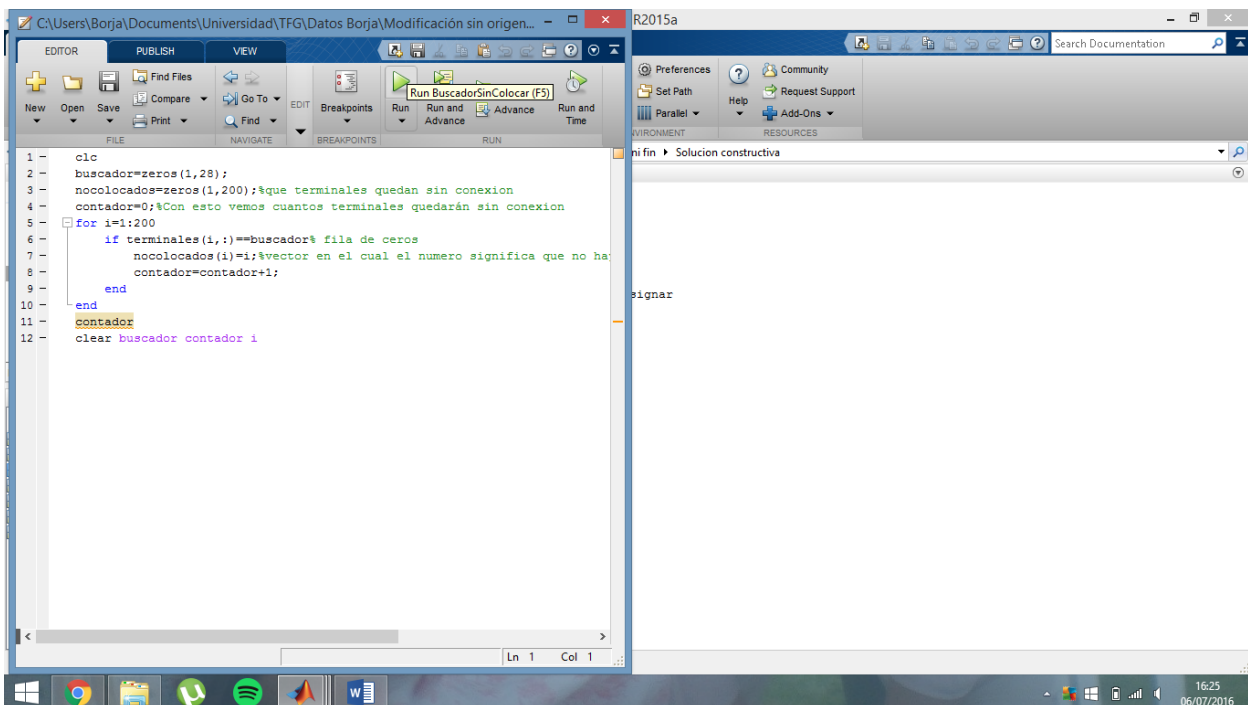 C:\Users\Borja\Documents\Universidad\TFG\Datos Borja\Modificación sin origen...
R2015a
EDITOR PUBLISH VIEW
Search Documentation
New Open Save
Find Files
Compare
Print
Go To
Find
EDIT
Breakpoints
Run
Run BuscadorSinColocar (F5)
Run and Advance
Advance
Run and Time
FILE NAVIGATE BREAKPOINTS RUN
Preferences
Set Path
Parallel
Help
Community
Request Support
Add-Ons
RESOURCES
ni fin Solucion constructiva
1 clc
2 buscador=zeros(1,28);
3 nocolocados=zeros(1,200);%que terminales quedan sin conexion
4 contador=0;%Con esto vemos cuantos terminales quedarán sin conexion
5 for i=1:200
6 if terminales(i,:)==buscador% fila de ceros
7 nocolocados(i)=i;%vector en el cual el numero significa que no ha
8 contador=contador+1;
9 end
10 end
11 contador
12 clear buscador contador i
signar
Ln 1 Col 1
16:25
06/07/2016